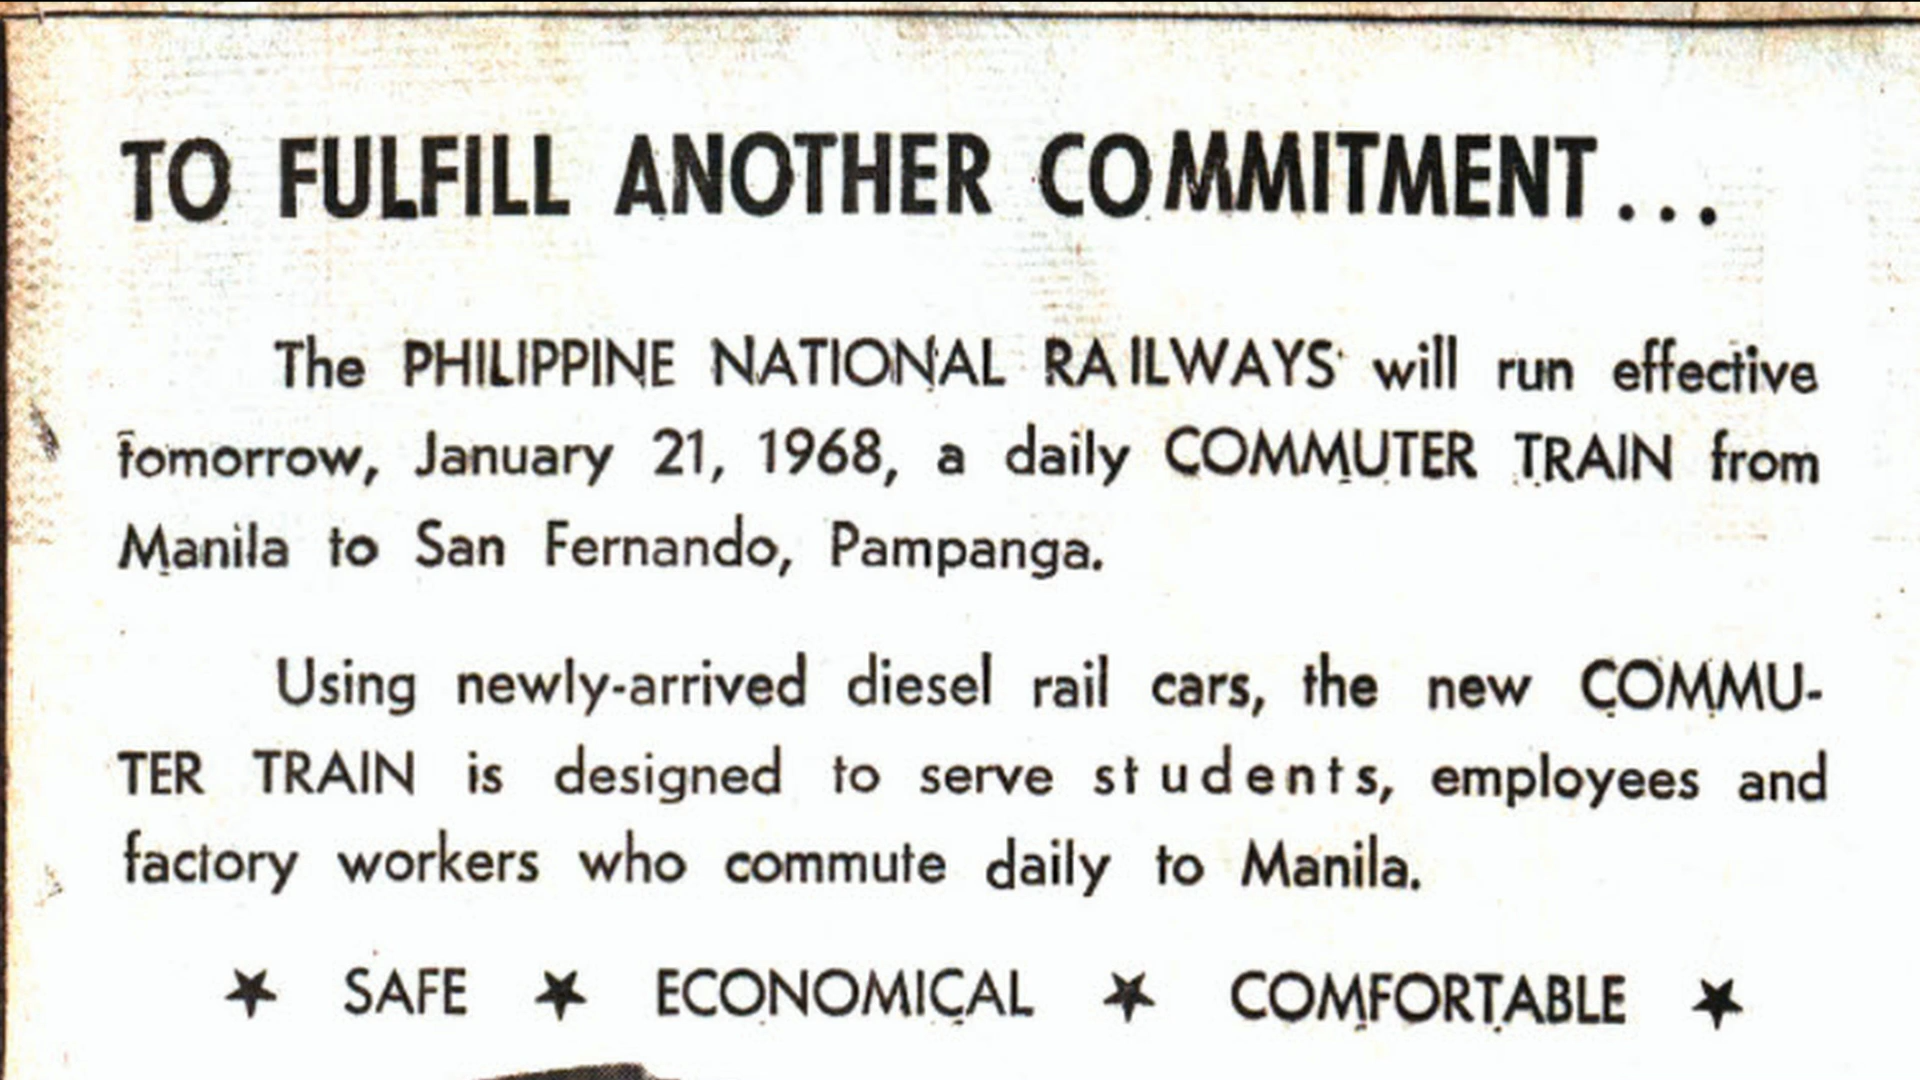 TO FULFILL ANOTHER COMMITMENT...
The PHILIPPINE NATIONAL RAILWAYS will run effective
tomorrow, January 21, 1968, a daily COMMUTER TRAIN from
Manila to San Fernando, Pampanga.
Using newly-arrived diesel rail cars, the new COMMU-
TER TRAIN is designed to serve students, employees and
factory workers who commute daily to Manila.
★ SAFE ★ ECONOMICAL ★ COMFORTABLE ★